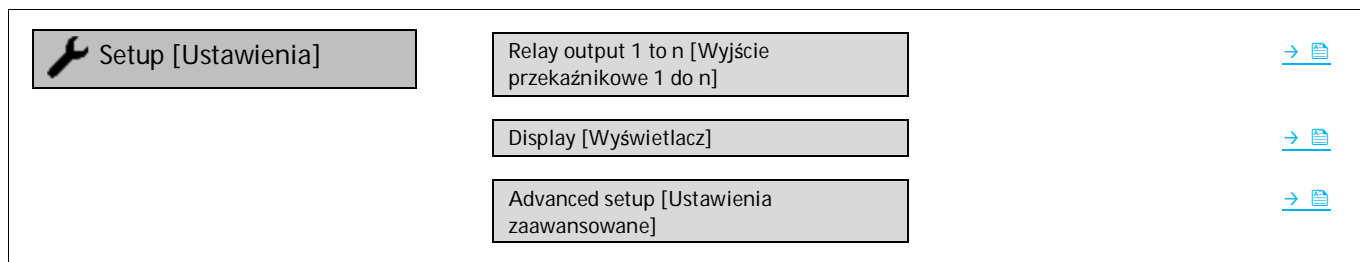 Setup [Ustawienia]
Relay output 1 to n [Wyjście
przekaźnikowe 1 do n]
→
Display [Wyświetlacz]
→
Advanced setup [Ustawienia
zaawansowane]
→